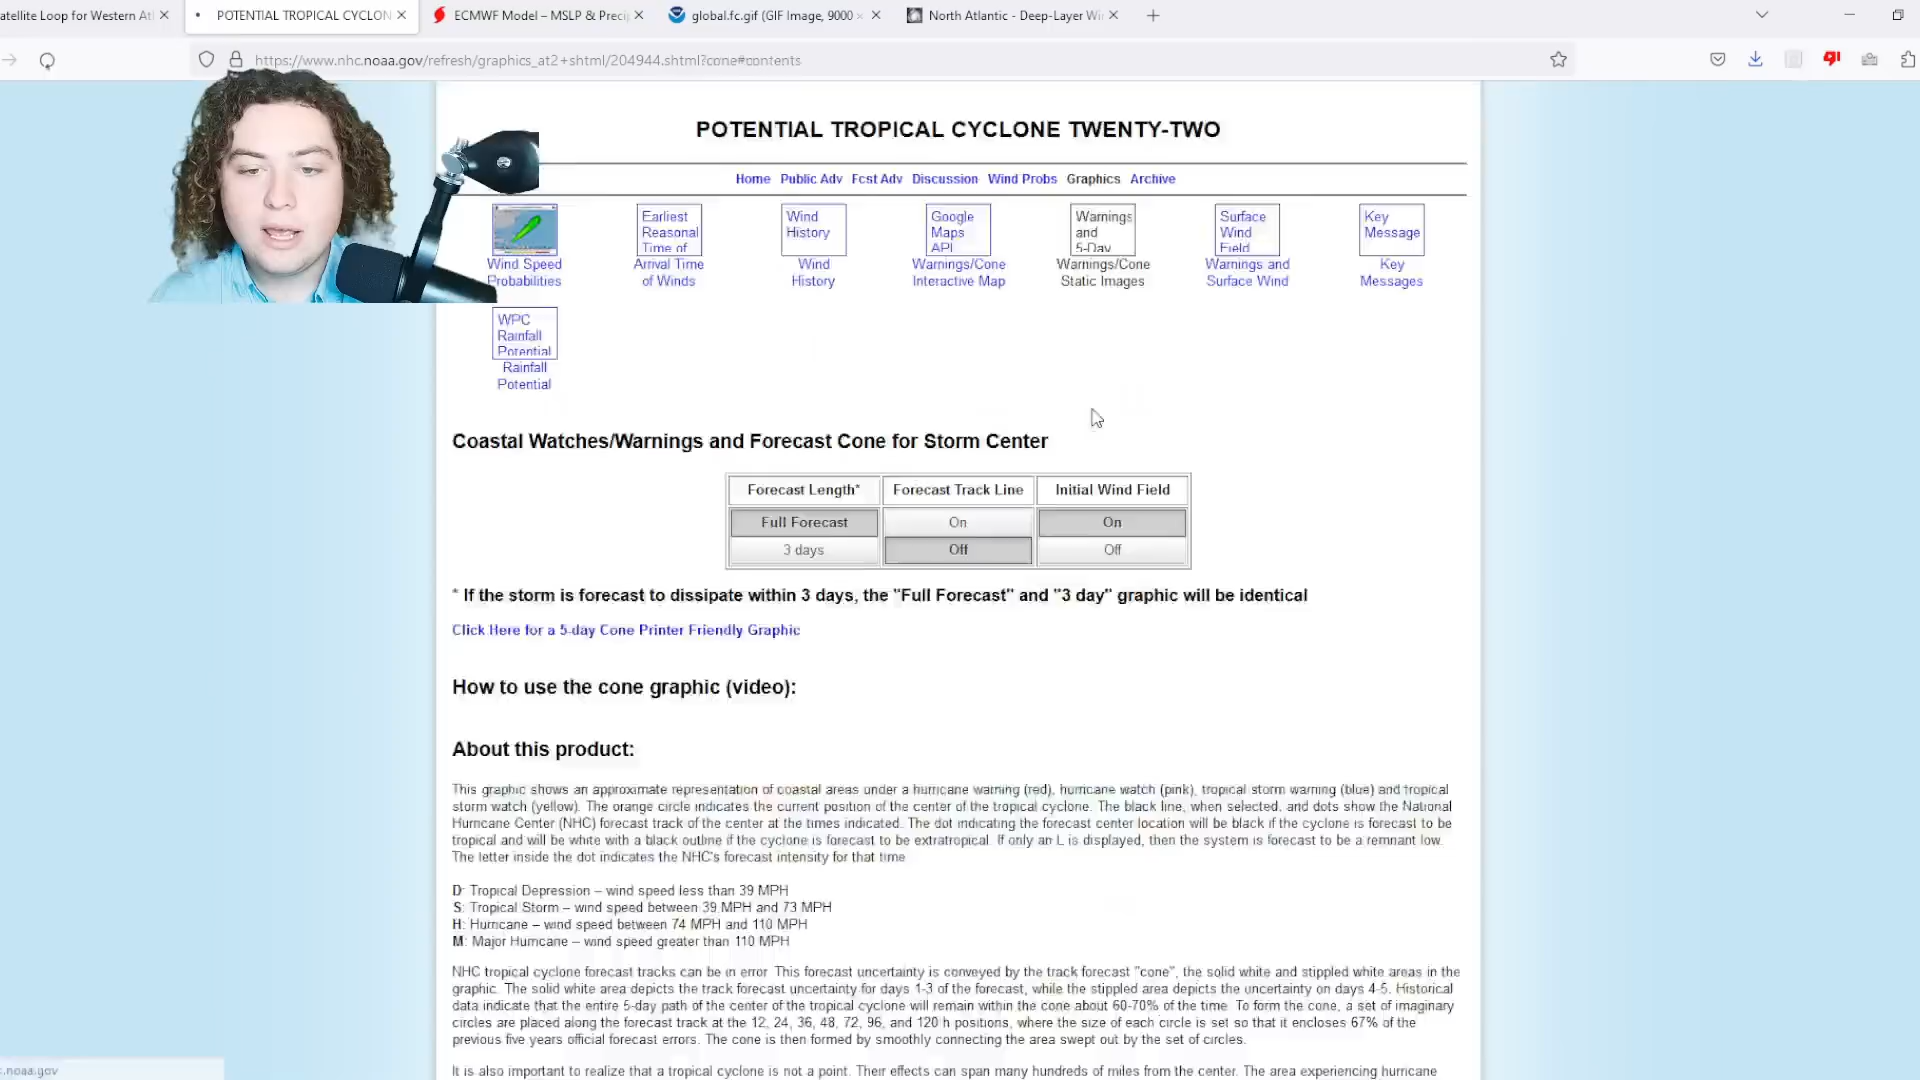 atellite Loop for Western Atl
POTENTIAL TROPICAL CYCLON
ECMWF Model – MSLP & Preci
global.fc.gif (GIF Image, 9000 ×
North Atlantic - Deep-Layer Wi
https://www.nhc.noaa.gov/refresh/graphics_at2+shtml/204944.shtml?cone#contents
POTENTIAL TROPICAL CYCLONE TWENTY-TWO
Home Public Adv Fcst Adv Discussion Wind Probs Graphics Archive
Wind Speed
Probabilities
Earliest
Reasonal
Time of
Arrival Time
of Winds
Wind
History
Wind
History
Google
Maps
API
Warnings/Cone
Interactive Map
Warnings
and
5-Day
Warnings/Cone
Static Images
Surface
Wind
Field
Warnings and
Surface Wind
Key
Message
Key
Messages
WPC
Rainfall
Potential
Rainfall
Potential
Coastal Watches/Warnings and Forecast Cone for Storm Center
Forecast Length* Forecast Track Line Initial Wind Field
Full Forecast On On
3 days Off Off
* If the storm is forecast to dissipate within 3 days, the "Full Forecast" and "3 day" graphic will be identical
Click Here for a 5-day Cone Printer Friendly Graphic
How to use the cone graphic (video):
About this product:
This graphic shows an approximate representation of coastal areas under a hurricane warning (red), hurricane watch (pink), tropical storm warning (blue) and tropical
storm watch (yellow). The orange circle indicates the current position of the center of the tropical cyclone. The black line, when selected, and dots show the National
Hurricane Center (NHC) forecast track of the center at the times indicated. The dot indicating the forecast center location will be black if the cyclone is forecast to be
tropical and will be white with a black outline if the cyclone is forecast to be extratropical. If only an L is displayed, then the system is forecast to be a remnant low.
The letter inside the dot indicates the NHC's forecast intensity for that time
D: Tropical Depression – wind speed less than 39 MPH
S: Tropical Storm – wind speed between 39 MPH and 73 MPH
H: Hurricane – wind speed between 74 MPH and 110 MPH
M: Major Hurricane – wind speed greater than 110 MPH
NHC tropical cyclone forecast tracks can be in error. This forecast uncertainty is conveyed by the track forecast "cone", the solid white and stippled white areas in the
graphic. The solid white area depicts the track forecast uncertainty for days 1-3 of the forecast, while the stippled area depicts the uncertainty on days 4-5. Historical
data indicate that the entire 5-day path of the center of the tropical cyclone will remain within the cone about 60-70% of the time. To form the cone, a set of imaginary
circles are placed along the forecast track at the 12, 24, 36, 48, 72, 96, and 120 h positions, where the size of each circle is set so that it encloses 67% of the
previous five years official forecast errors. The cone is then formed by smoothly connecting the area swept out by the set of circles.
It is also important to realize that a tropical cyclone is not a point. Their effects can span many hundreds of miles from the center. The area experiencing hurricane
c.noaa.gov